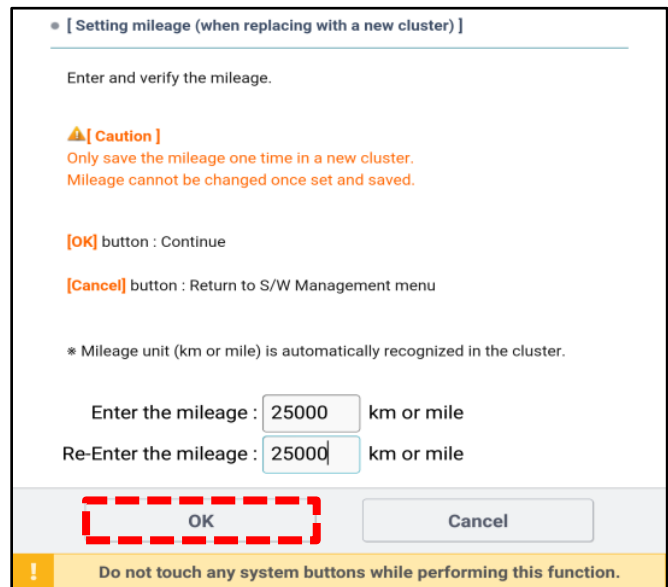 [ Setting mileage (when replacing with a new cluster) ]
Enter and verify the mileage.
[ Caution ]
Only save the mileage one time in a new cluster.
Mileage cannot be changed once set and saved.
[OK] button : Continue
[Cancel] button : Return to S/W Management menu
* Mileage unit (km or mile) is automatically recognized in the cluster.
Enter the mileage : 25000 km or mile
Re-Enter the mileage : 25000 km or mile
OK Cancel
! Do not touch any system buttons while performing this function.